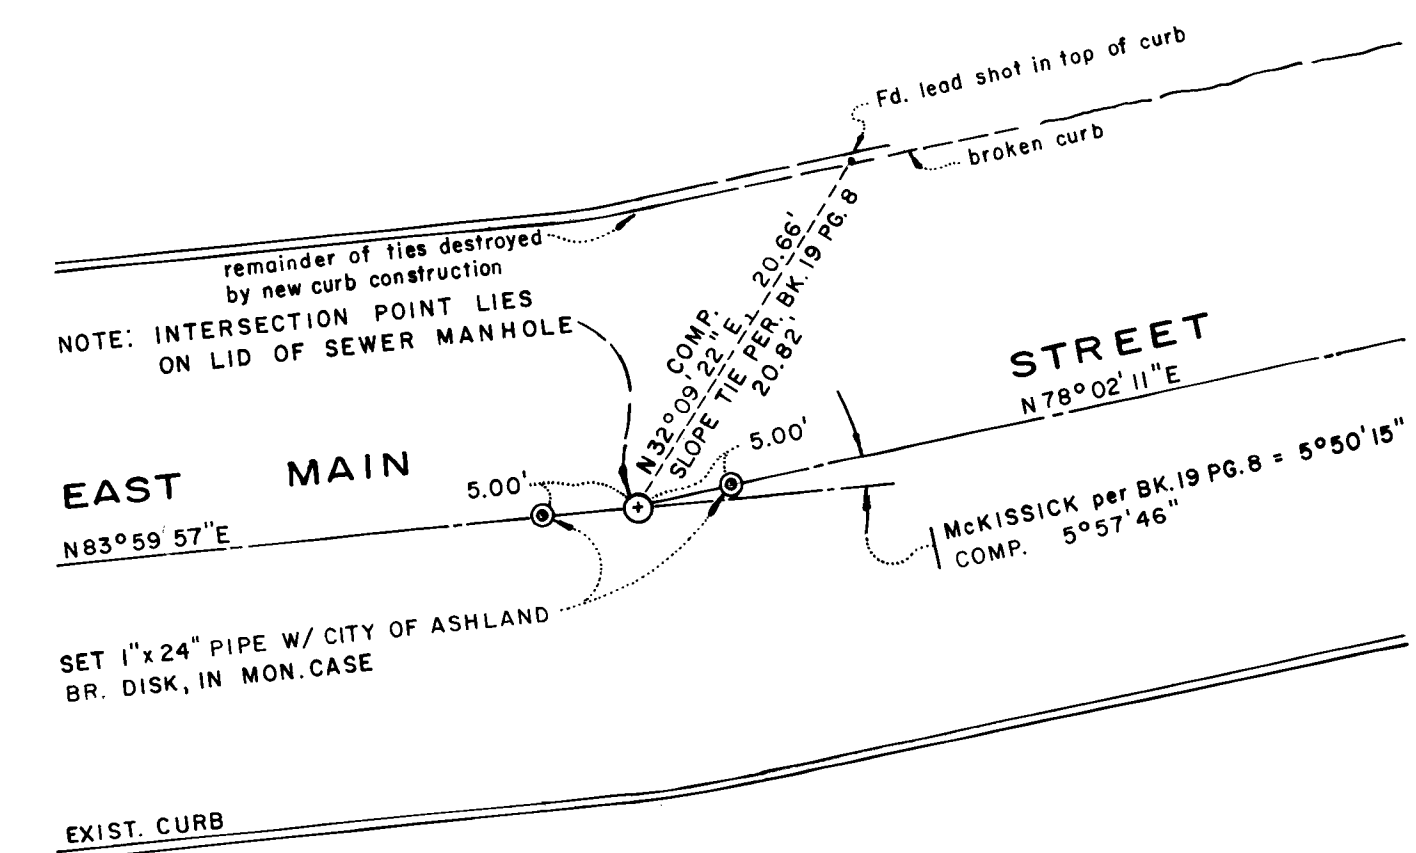 Fd. lead shot in top of curb
broken curb
remainder of ties destroyed
by new curb construction
NOTE: INTERSECTION POINT LIES
ON LID OF SEWER MANHOLE
COMP.
N 32° 09' 22" E 20.66'
SLOPE TIE PER. BK. 19 PG. 8
20.82'
STREET
N 78° 02' 11" E
5.00'
EAST MAIN
5.00'
N 83° 59' 57" E
McKISSICK per BK. 19 PG. 8 = 5° 50' 15"
COMP. 5° 57' 46"
SET 1" x 24" PIPE W/ CITY OF ASHLAND
BR. DISK, IN MON. CASE
EXIST. CURB